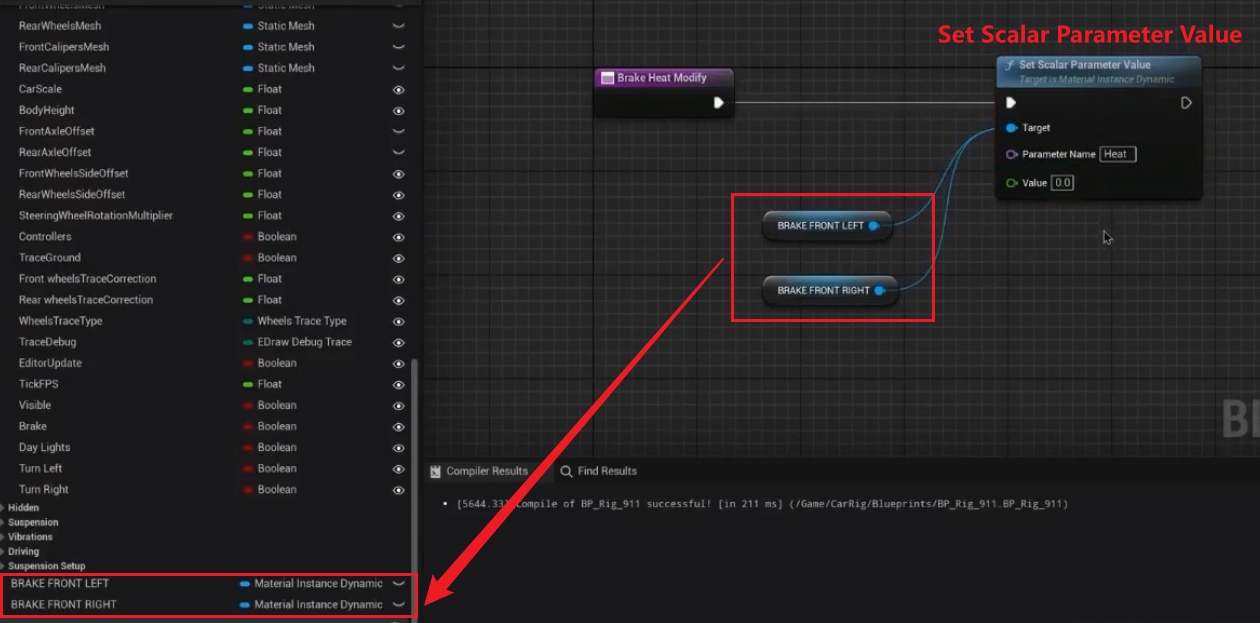 RearWheelsMesh Static Mesh
FrontCalipersMesh Static Mesh
RearCalipersMesh Static Mesh
CarScale Float
BodyHeight Float
FrontAxleOffset Float
RearAxleOffset Float
FrontWheelsSideOffset Float
RearWheelsSideOffset Float
SteeringWheelRotationMultiplier Float
Controllers Boolean
TraceGround Boolean
Front wheelsTraceCorrection Float
Rear wheelsTraceCorrection Float
WheelsTraceType Wheels Trace Type
TraceDebug EDraw Debug Trace
EditorUpdate Boolean
TickFPS Float
Visible Boolean
Brake Boolean
Day Lights Boolean
Turn Left Boolean
Turn Right Boolean
Hidden
Suspension
Vibrations
Driving
Suspension Setup
BRAKE FRONT LEFT Material Instance Dynamic
BRAKE FRONT RIGHT Material Instance Dynamic
Set Scalar Parameter Value
Brake Heat Modify
Set Scalar Parameter Value
Target is Material Instance Dynamic
Target
Parameter Name Heat
Value 0.0
BRAKE FRONT LEFT
BRAKE FRONT RIGHT
Compiler Results Find Results
Compile of BP_Rig_911 successful! [in 211 ms] (/Game/CarRig/Blueprints/BP_Rig_911.BP_Rig_911)